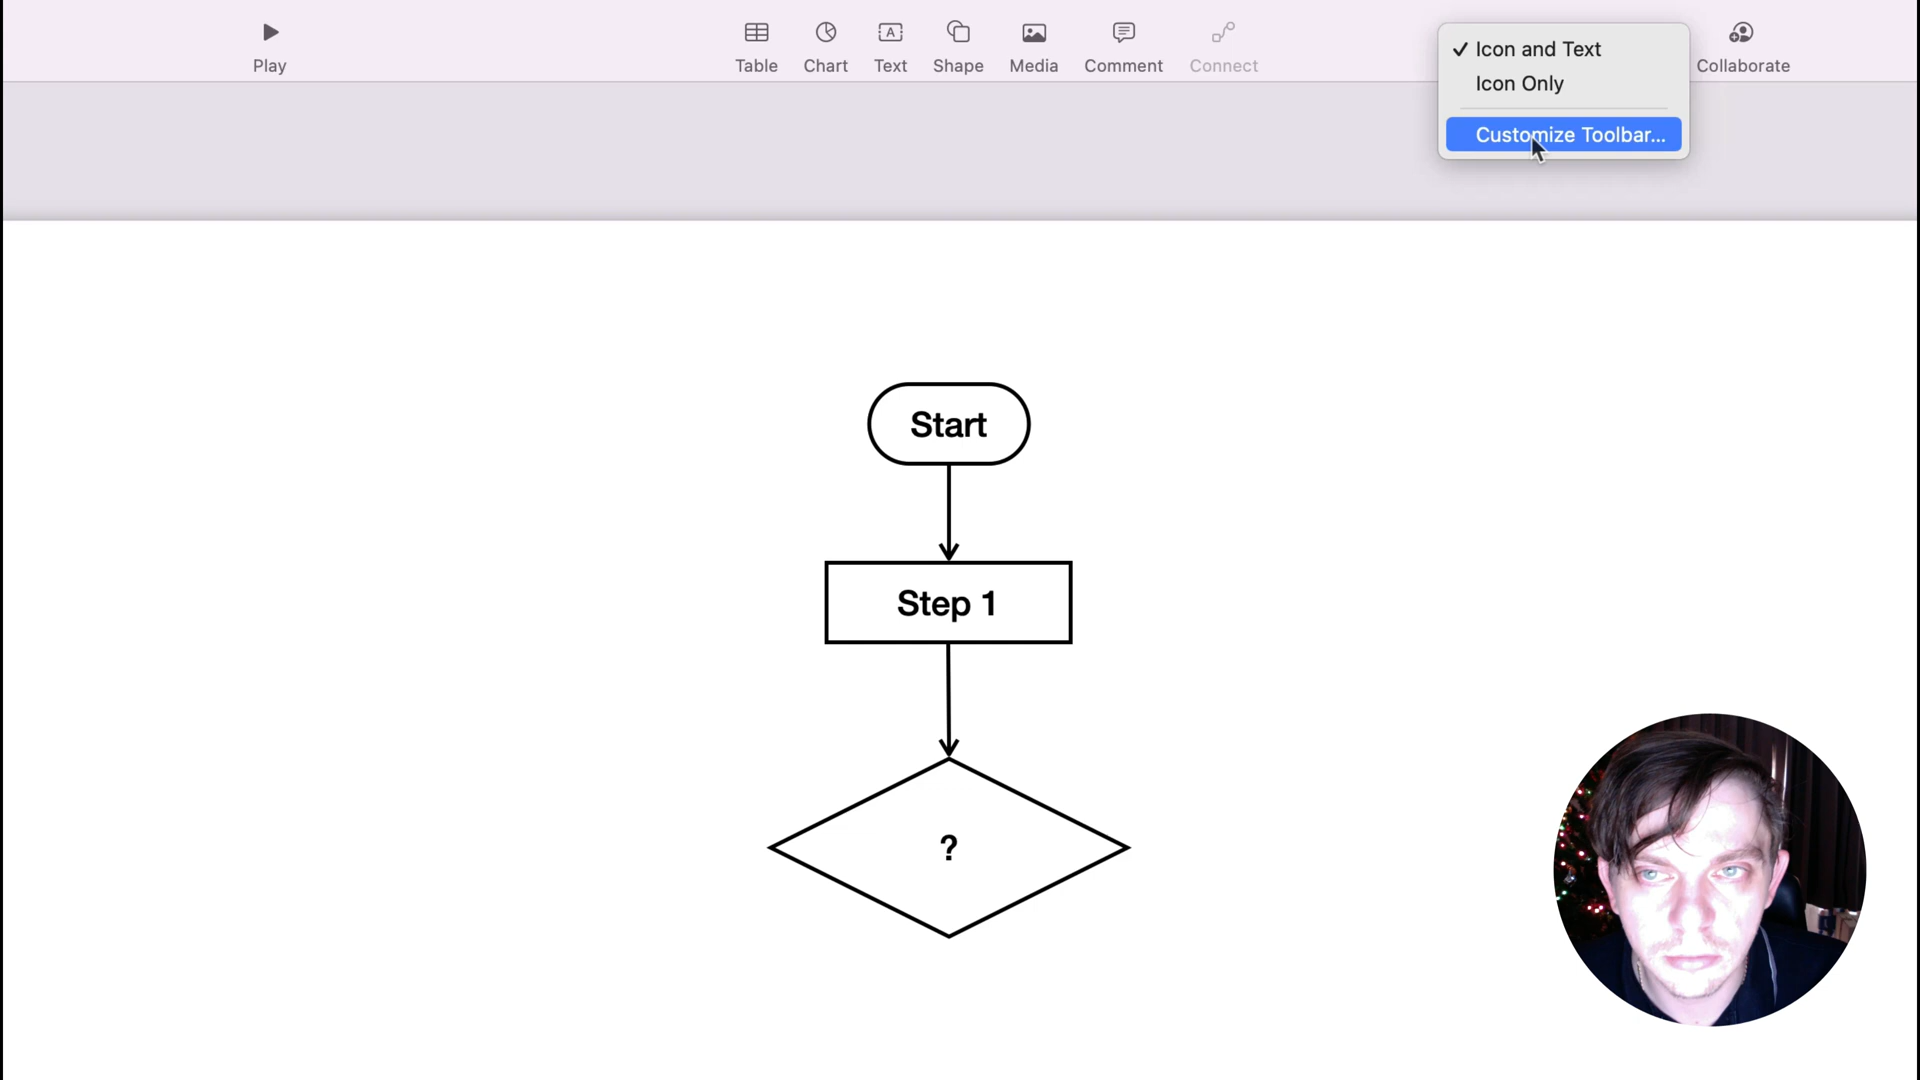 Play
Table
Chart
Text
Shape
Media
Comment
Connect
Collaborate
✓ Icon and Text
Icon Only
Customize Toolbar...
Start
Step 1
?